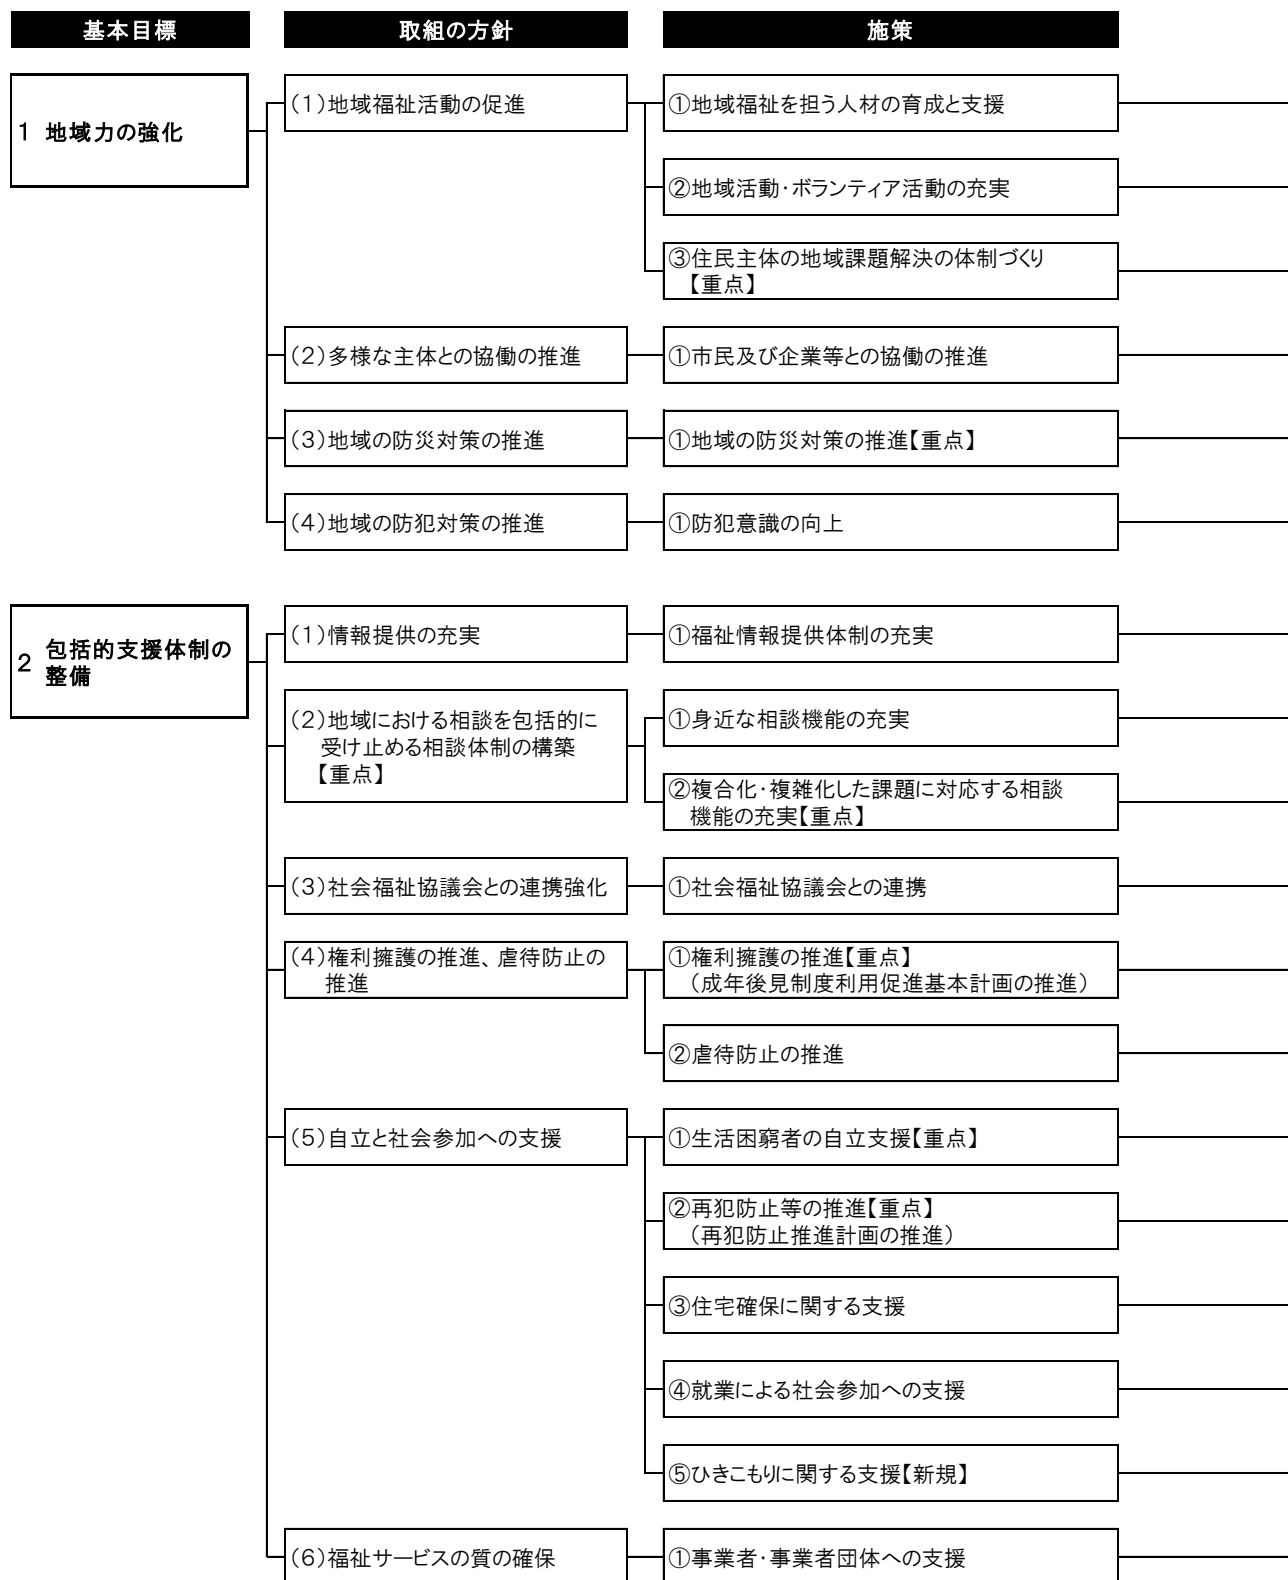 基本目標
取組の方針
施策
1 地域力の強化
(1)地域福祉活動の促進
①地域福祉を担う人材の育成と支援
②地域活動・ボランティア活動の充実
③住民主体の地域課題解決の体制づくり
【重点】
(2)多様な主体との協働の推進
①市民及び企業等との協働の推進
(3)地域の防災対策の推進
①地域の防災対策の推進【重点】
(4)地域の防犯対策の推進
①防犯意識の向上
2 包括的支援体制の
整備
(1)情報提供の充実
①福祉情報提供体制の充実
(2)地域における相談を包括的に
受け止める相談体制の構築
【重点】
①身近な相談機能の充実
②複合化・複雑化した課題に対応する相談
機能の充実【重点】
(3)社会福祉協議会との連携強化
①社会福祉協議会との連携
(4)権利擁護の推進、虐待防止の
推進
①権利擁護の推進【重点】
(成年後見制度利用促進基本計画の推進)
②虐待防止の推進
(5)自立と社会参加への支援
①生活困窮者の自立支援【重点】
②再犯防止等の推進【重点】
(再犯防止推進計画の推進)
③住宅確保に関する支援
④就業による社会参加への支援
⑤ひきこもりに関する支援【新規】
(6)福祉サービスの質の確保
①事業者・事業者団体への支援